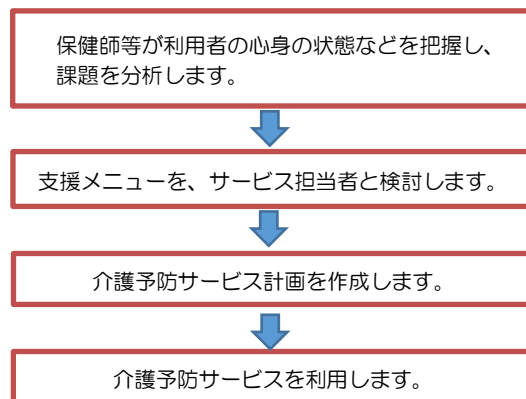 保健師等が利用者の心身の状態などを把握し、
課題を分析します。
支援メニューを、サービス担当者と検討します。
介護予防サービス計画を作成します。
介護予防サービスを利用します。